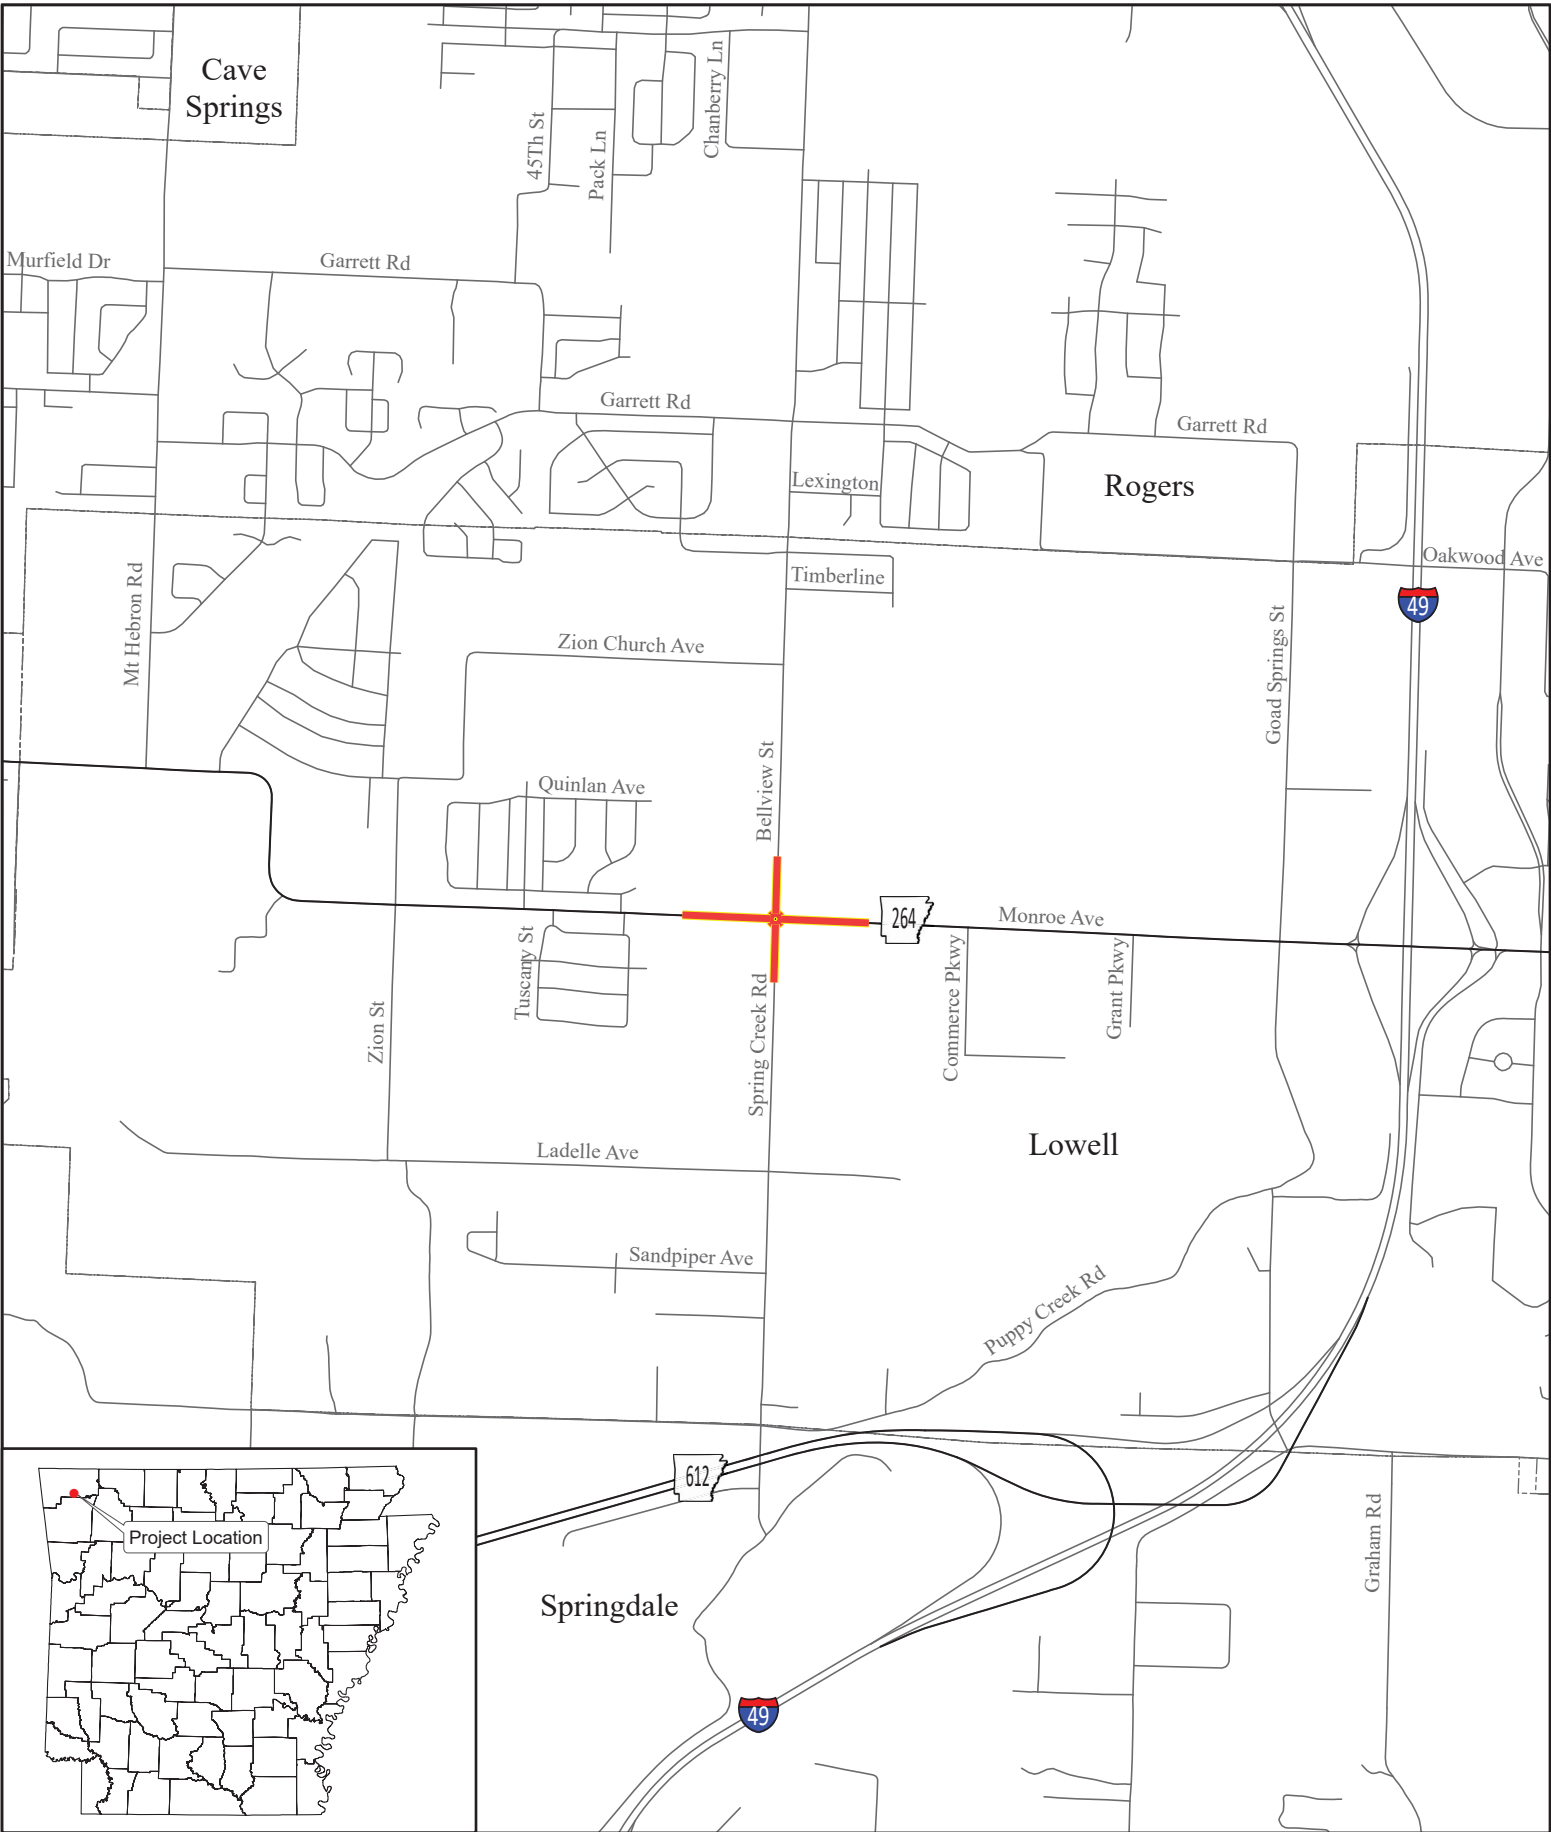 Cave
Springs
45Th St
Pack Ln
Chanberry Ln
Murfield Dr
Garrett Rd
Garrett Rd
Garrett Rd
Lexington
Rogers
Oakwood Ave
Timberline
49
Mt Hebron Rd
Zion Church Ave
Goad Springs St
Bellview St
Quinlan Ave
264
Monroe Ave
Tuscany St
Zion St
Spring Creek Rd
Commerce Pkwy
Grant Pkwy
Lowell
Ladelle Ave
Sandpiper Ave
Puppy Creek Rd
612
Project Location
Graham Rd
Springdale
49